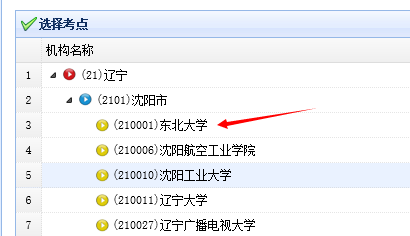 选择考点
机构名称
1 (21)辽宁
2 (2101)沈阳市
3 (210001)东北大学
4 (210006)沈阳航空工业学院
5 (210010)沈阳工业大学
6 (210011)辽宁大学
7 (210027)辽宁广播电视大学